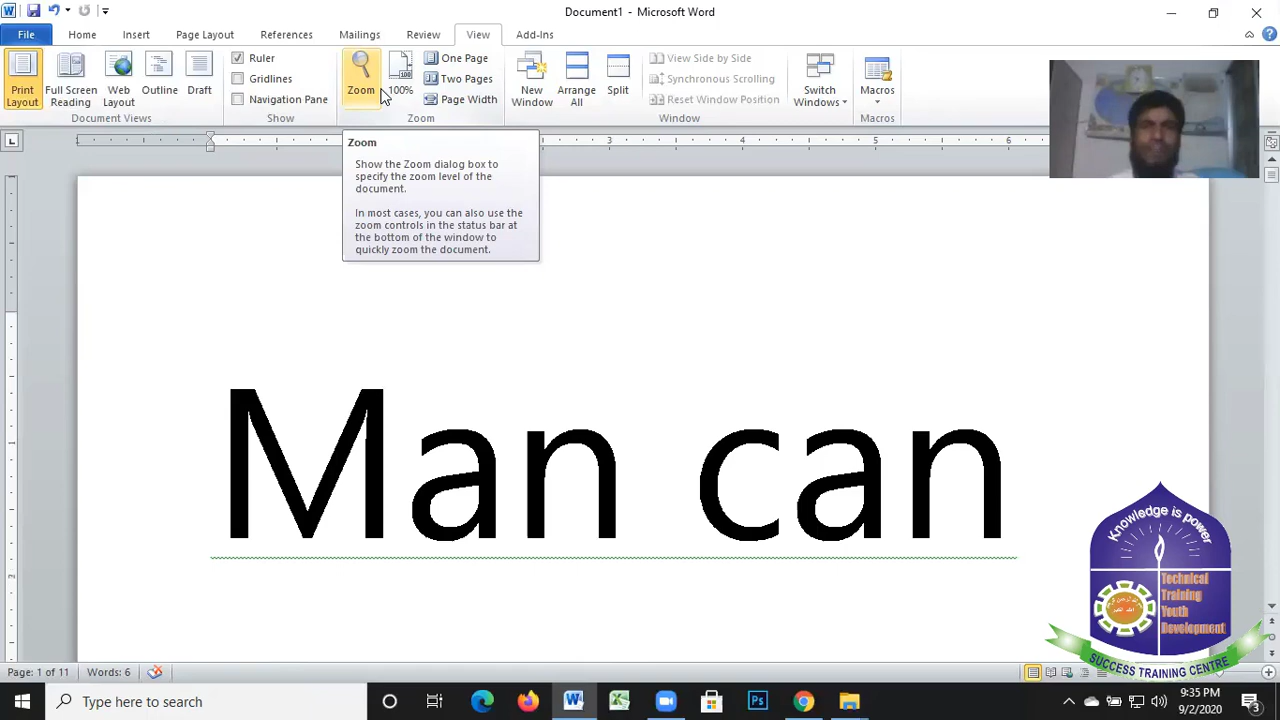 Document1 - Microsoft Word
File Home Insert Page Layout References Mailings Review View Add-Ins
Print Layout
Full Screen Reading
Web Layout
Outline
Draft
Document Views
Ruler
Gridlines
Navigation Pane
Show
Zoom
100%
One Page
Two Pages
Page Width
Zoom
New Window
Arrange All
Split
View Side by Side
Synchronous Scrolling
Reset Window Position
Window
Switch Windows
Macros
Macros
1 3 4 5 6
Zoom
Show the Zoom dialog box to
specify the zoom level of the
document.
In most cases, you can also use the
zoom controls in the status bar at
the bottom of the window to
quickly zoom the document.
Man can
Knowledge is power
Technical
Training
Youth
Development
SUCCESS TRAINING CENTRE
Page: 1 of 11 Words: 6
Type here to search
9:35 PM
9/2/2020